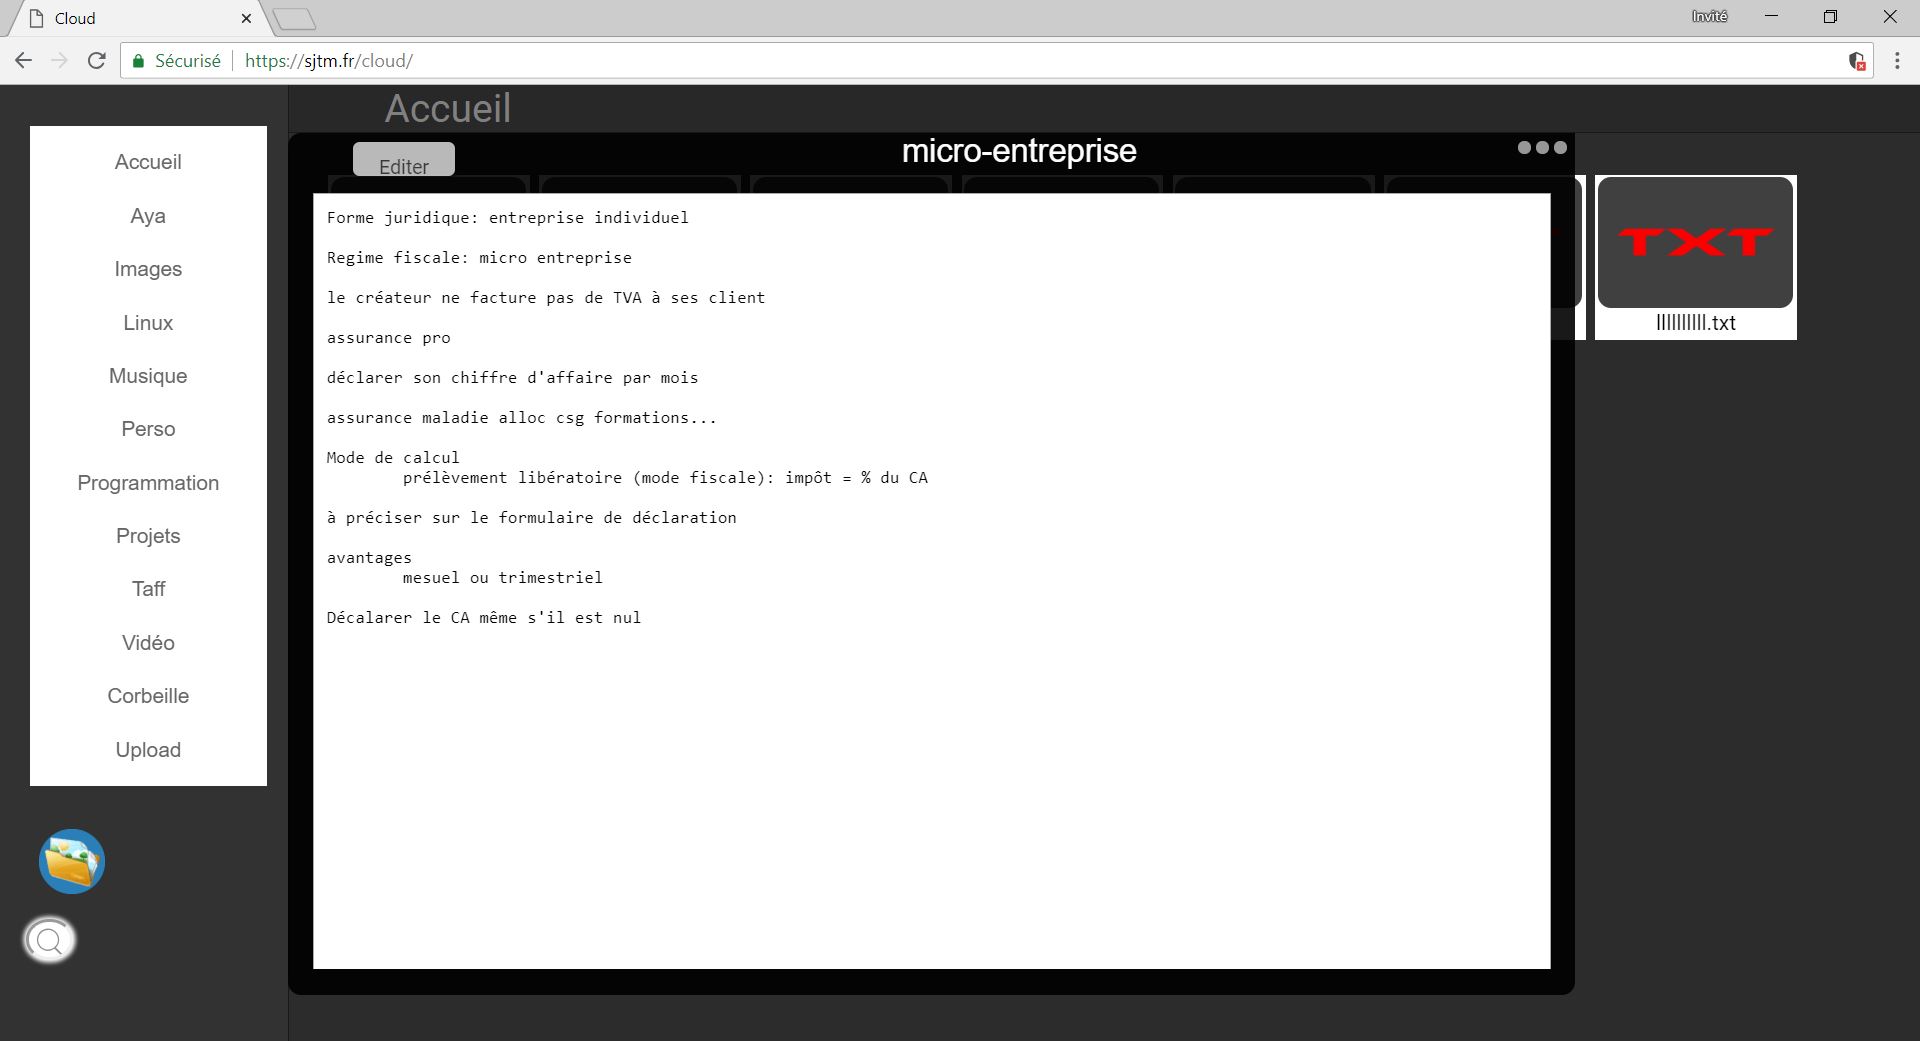 Cloud
Invité
Sécurisé
https://sjtm.fr/cloud/
Accueil
Aya
Images
Linux
Musique
Perso
Programmation
Projets
Taff
Vidéo
Corbeille
Upload
Accueil
Editer
micro-entreprise
Forme juridique: entreprise individuel
Regime fiscale: micro entreprise
le créateur ne facture pas de TVA à ses client
assurance pro
déclarer son chiffre d'affaire par mois
assurance maladie alloc csg formations...
Mode de calcul
prélèvement libératoire (mode fiscale): impôt = % du CA
à préciser sur le formulaire de déclaration
avantages
mesuel ou trimestriel
Décalarer le CA même s'il est nul
TXT